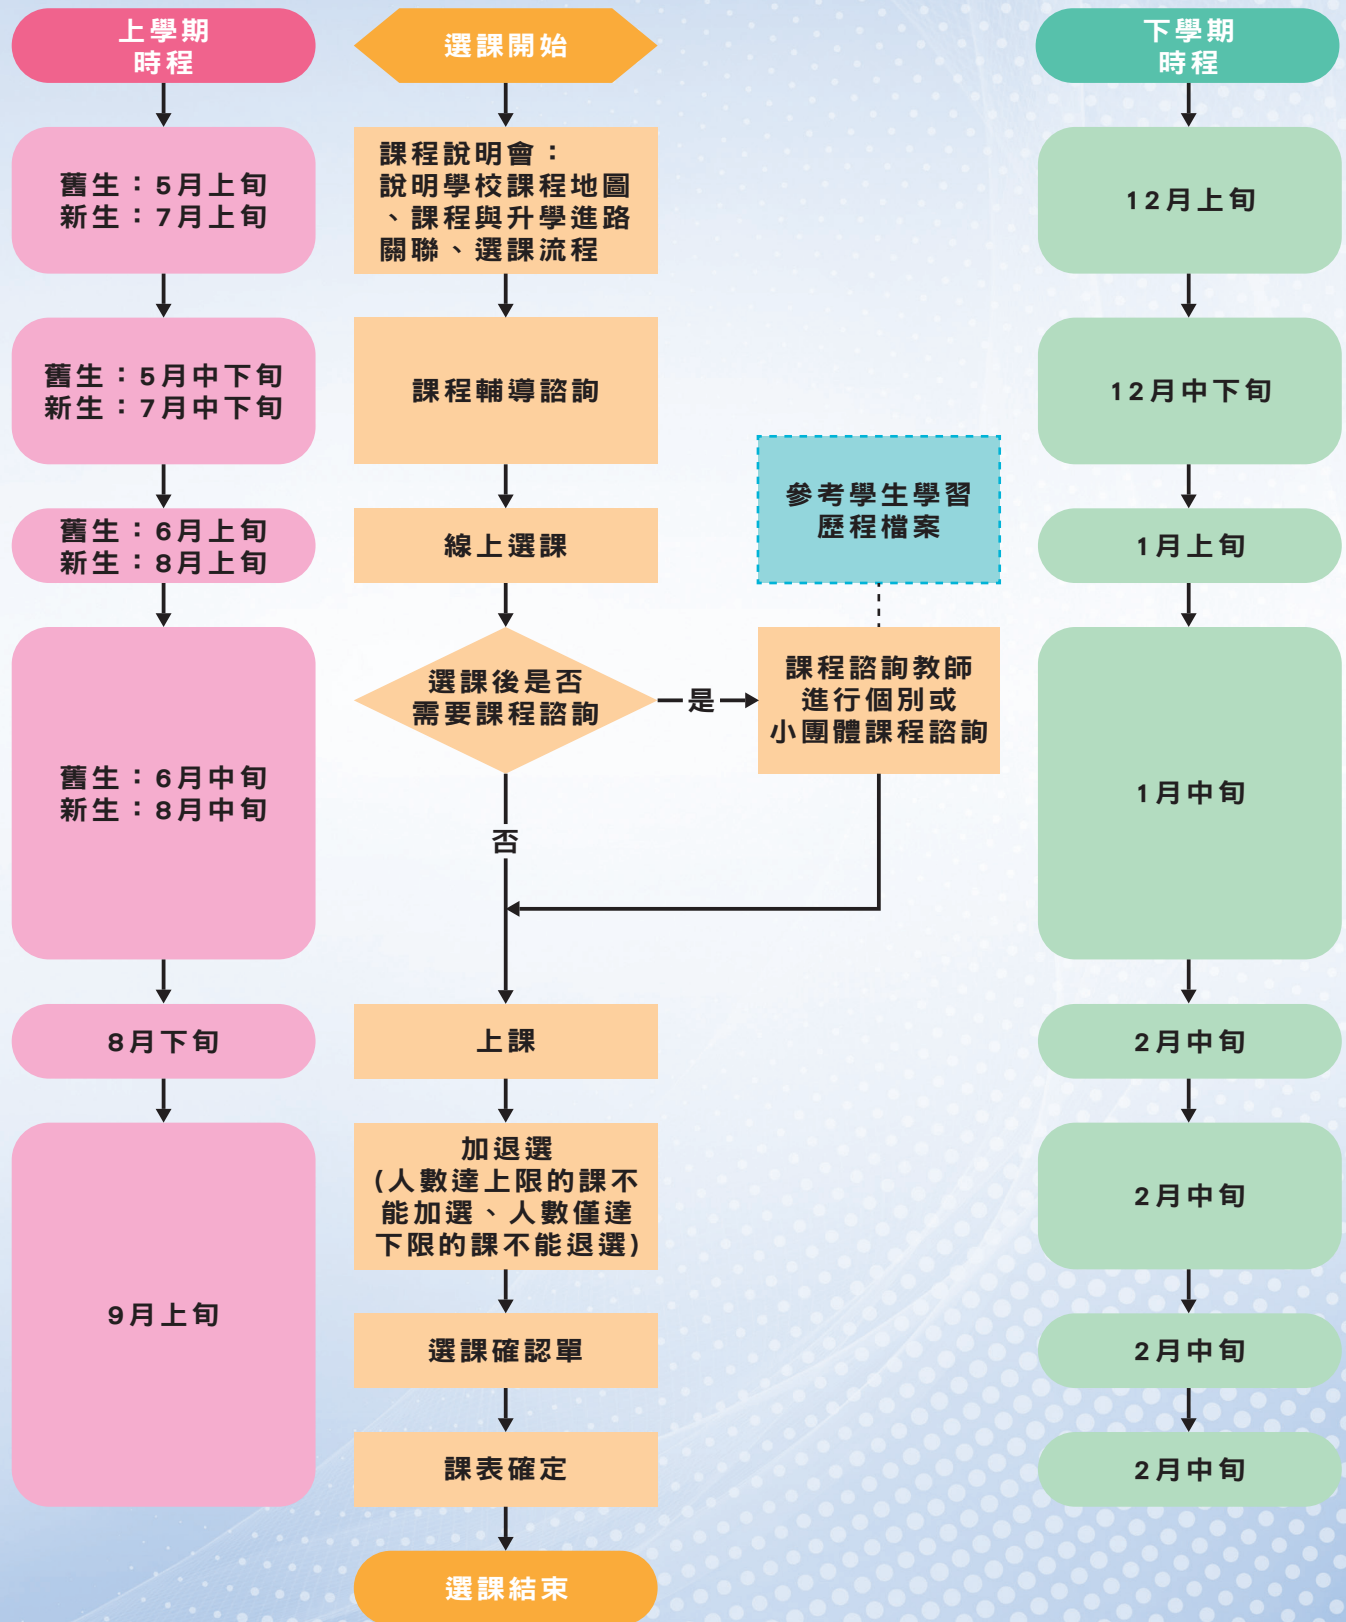 上學期
時程
舊生：5月上旬
新生：7月上旬
舊生：5月中下旬
新生：7月中下旬
舊生：6月上旬
新生：8月上旬
舊生：6月中旬
新生：8月中旬
8月下旬
9月上旬
選課開始
課程說明會：
說明學校課程地圖
、課程與升學進路
關聯、選課流程
課程輔導諮詢
線上選課
選課後是否
需要課程諮詢
是
否
參考學生學習
歷程檔案
課程諮詢教師
進行個別或
小團體課程諮詢
上課
加退選
(人數達上限的課不
能加選、人數僅達
下限的課不能退選)
選課確認單
課表確定
選課結束
下學期
時程
12月上旬
12月中下旬
1月上旬
1月中旬
2月中旬
2月中旬
2月中旬
2月中旬